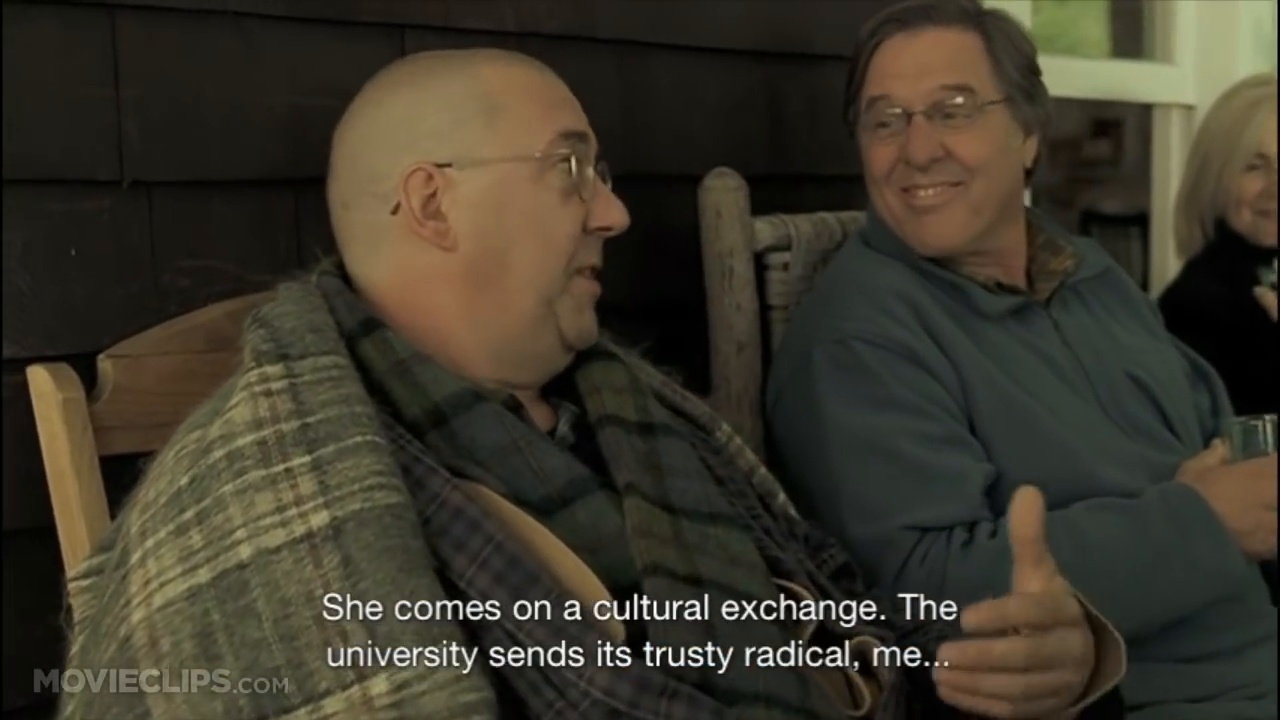 She comes on a cultural exchange. The
university sends its trusty radical, me...
MOVIECLIPS.COM